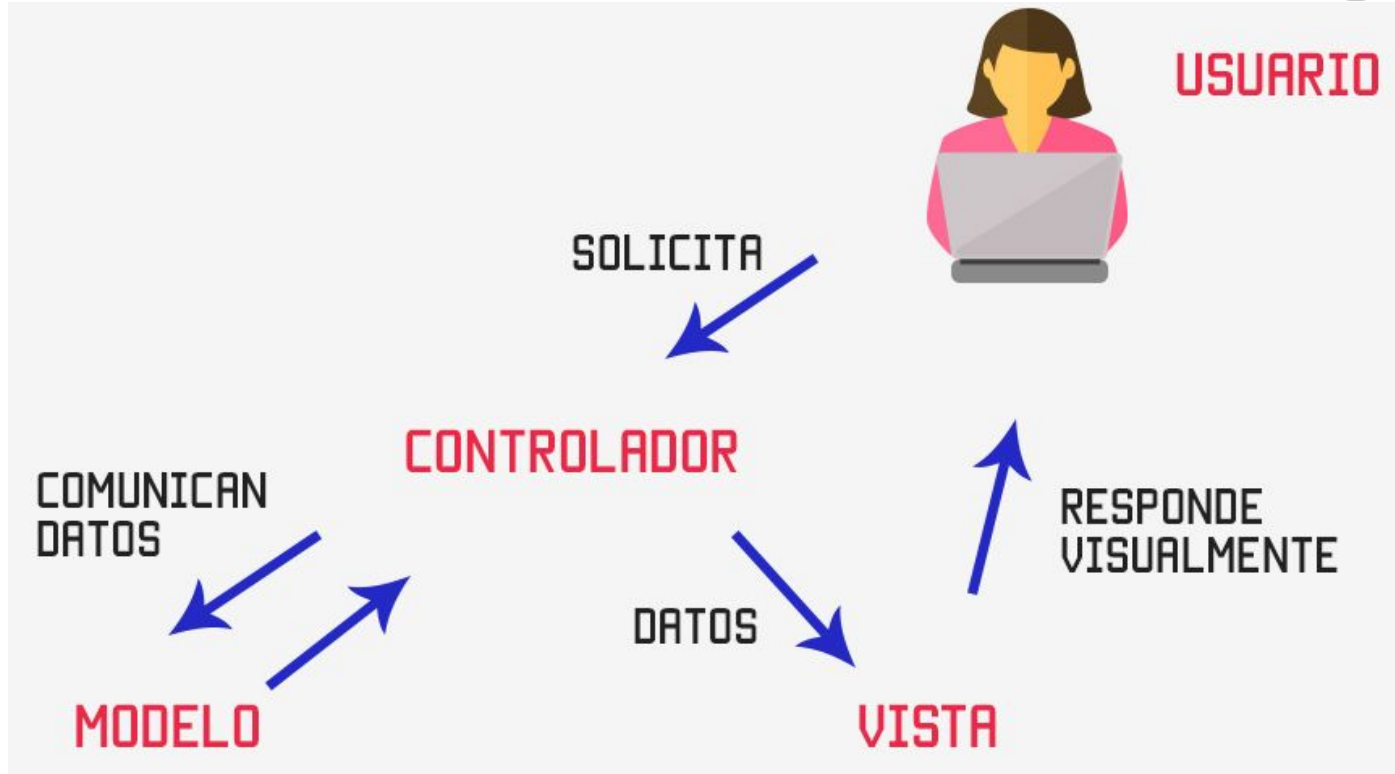 USUARIO
SOLICITA
CONTROLADOR
COMUNICAN
DATOS
RESPONDE
VISUALMENTE
DATOS
MODELO
VISTA